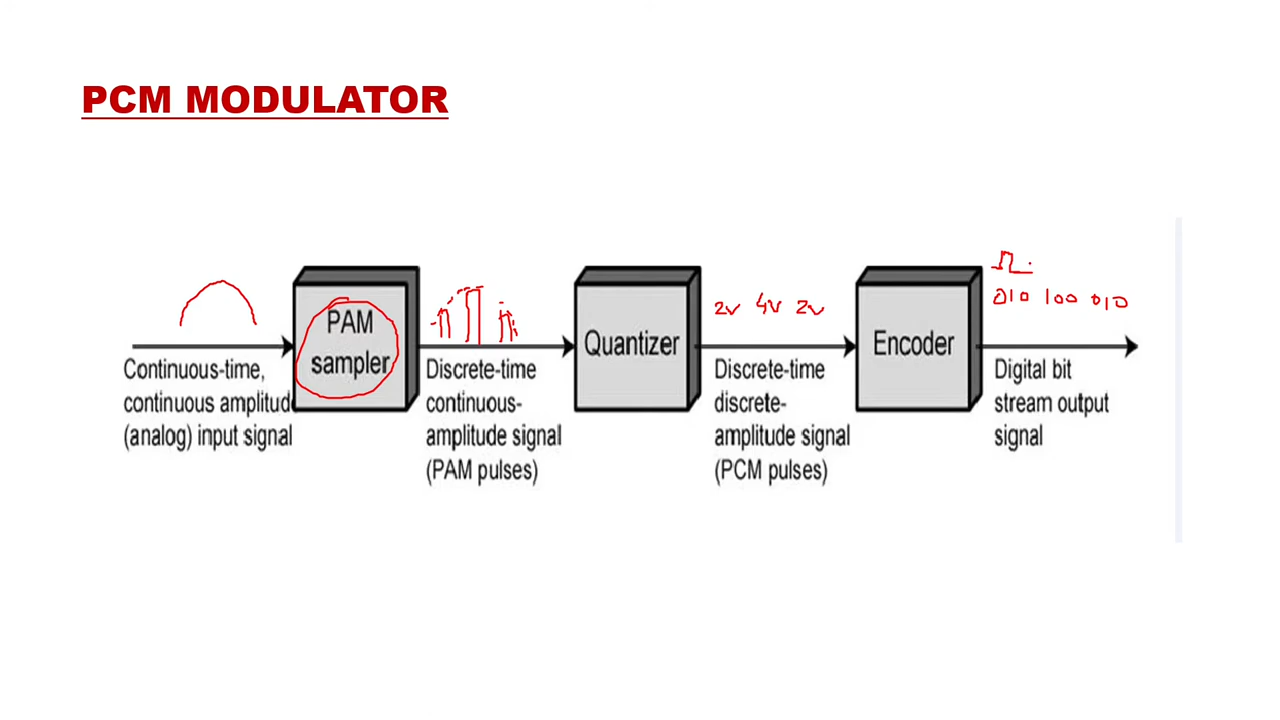 PCM MODULATOR
PAM
sampler
Quantizer
Encoder
2v 4v 2v
010 100 010
Continuous-time,
continuous amplitude
(analog) input signal
Discrete-time
continuous-
amplitude signal
(PAM pulses)
Discrete-time
discrete-
amplitude signal
(PCM pulses)
Digital bit
stream output
signal